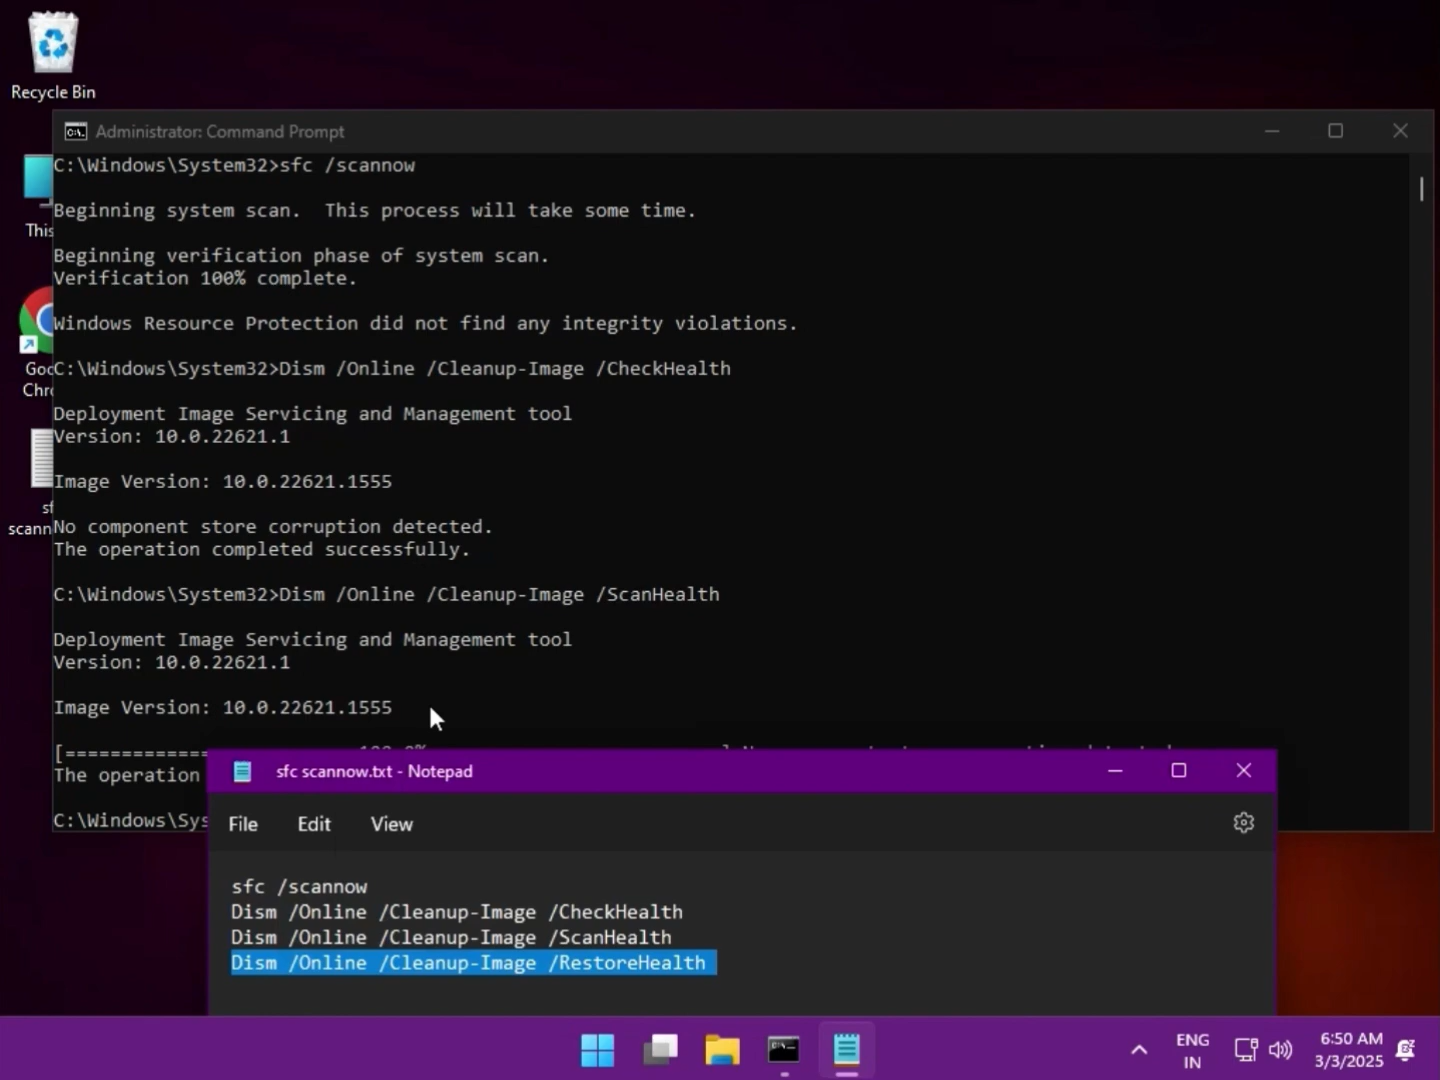 Recycle Bin
Administrator: Command Prompt
C:\Windows\System32>sfc /scannow
Beginning system scan.  This process will take some time.
Beginning verification phase of system scan.
Verification 100% complete.
Windows Resource Protection did not find any integrity violations.
C:\Windows\System32>Dism /Online /Cleanup-Image /CheckHealth
Deployment Image Servicing and Management tool
Version: 10.0.22621.1
Image Version: 10.0.22621.1555
No component store corruption detected.
The operation completed successfully.
C:\Windows\System32>Dism /Online /Cleanup-Image /ScanHealth
Deployment Image Servicing and Management tool
Version: 10.0.22621.1
Image Version: 10.0.22621.1555
[=============
The operation
C:\Windows\Sys
This
Goo
Chr
sf
scann
sfc scannow.txt - Notepad
File Edit View
sfc /scannow
Dism /Online /Cleanup-Image /CheckHealth
Dism /Online /Cleanup-Image /ScanHealth
Dism /Online /Cleanup-Image /RestoreHealth
ENG
IN
6:50 AM
3/3/2025